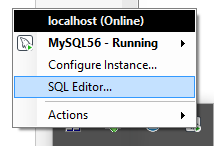 localhost (Online)
MySQL56 - Running
Configure Instance...
SQL Editor...
Actions